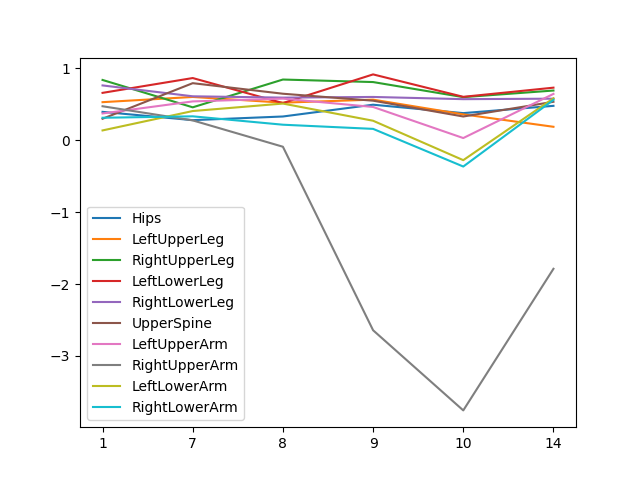 1
0
−1
−2
−3
Hips
LeftUpperLeg
RightUpperLeg
LeftLowerLeg
RightLowerLeg
UpperSpine
LeftUpperArm
RightUpperArm
LeftLowerArm
RightLowerArm
1 7 8 9 10 14